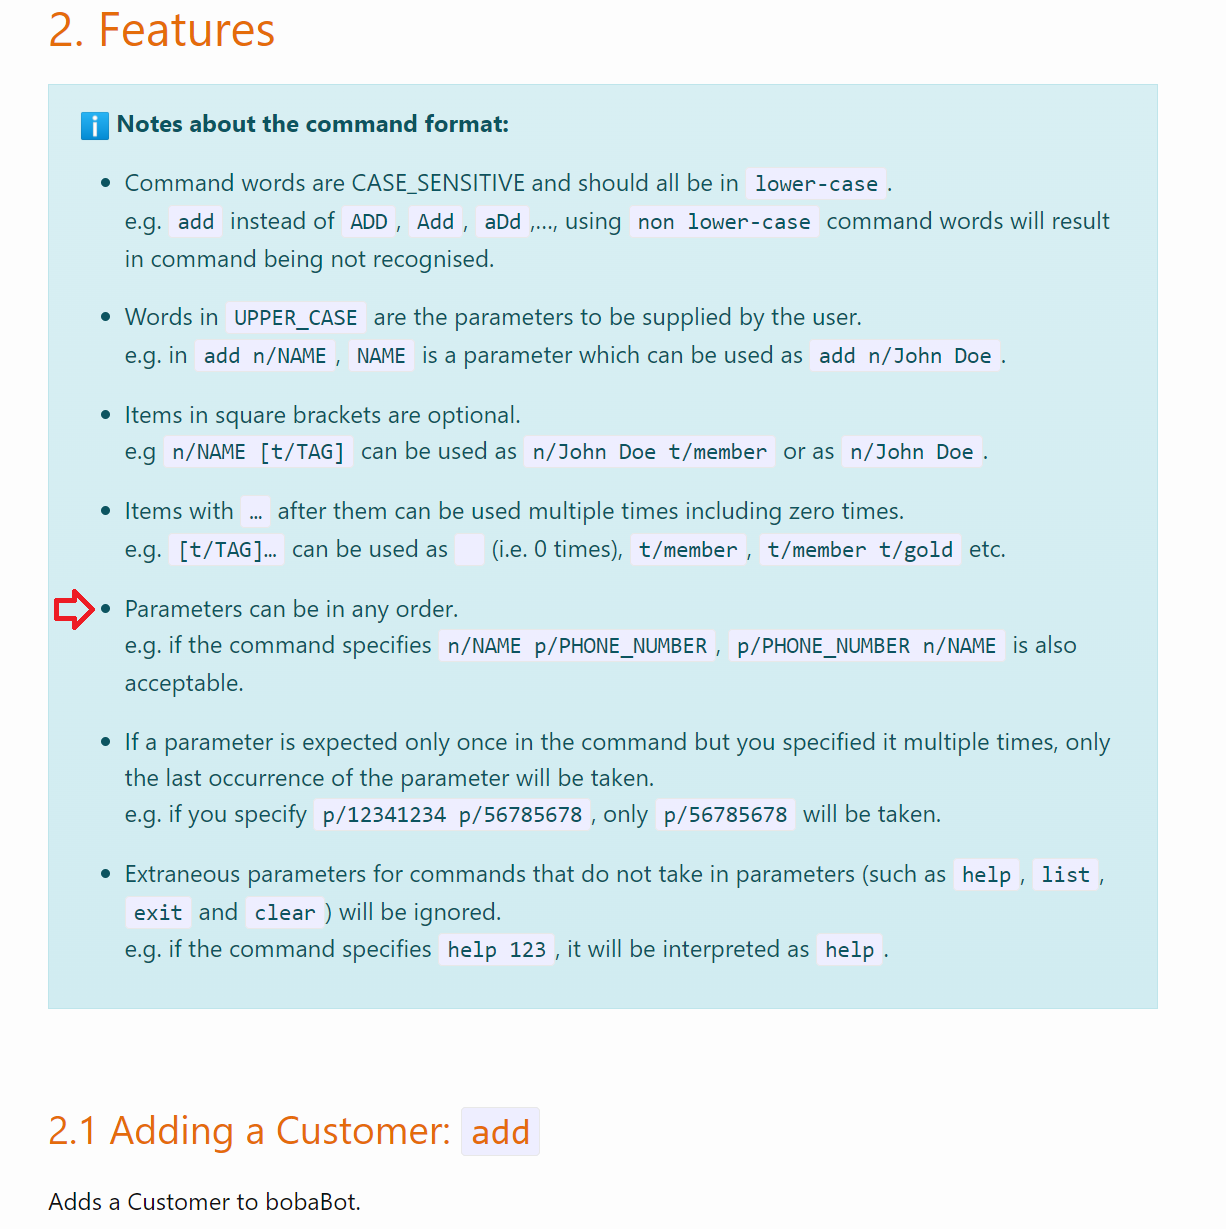 2. Features
Notes about the command format:
Command words are CASE_SENSITIVE and should all be in lower-case.
e.g. add instead of ADD, Add, aDd,..., using non lower-case command words will result
in command being not recognised.
Words in UPPER_CASE are the parameters to be supplied by the user.
e.g. in add n/NAME, NAME is a parameter which can be used as add n/John Doe.
Items in square brackets are optional.
e.g n/NAME [t/TAG] can be used as n/John Doe t/member or as n/John Doe.
Items with … after them can be used multiple times including zero times.
e.g. [t/TAG]… can be used as   (i.e. 0 times), t/member, t/member t/gold etc.
Parameters can be in any order.
e.g. if the command specifies n/NAME p/PHONE_NUMBER, p/PHONE_NUMBER n/NAME is also
acceptable.
If a parameter is expected only once in the command but you specified it multiple times, only
the last occurrence of the parameter will be taken.
e.g. if you specify p/12341234 p/56785678, only p/56785678 will be taken.
Extraneous parameters for commands that do not take in parameters (such as help, list,
exit and clear) will be ignored.
e.g. if the command specifies help 123, it will be interpreted as help.
2.1 Adding a Customer: add
Adds a Customer to bobaBot.